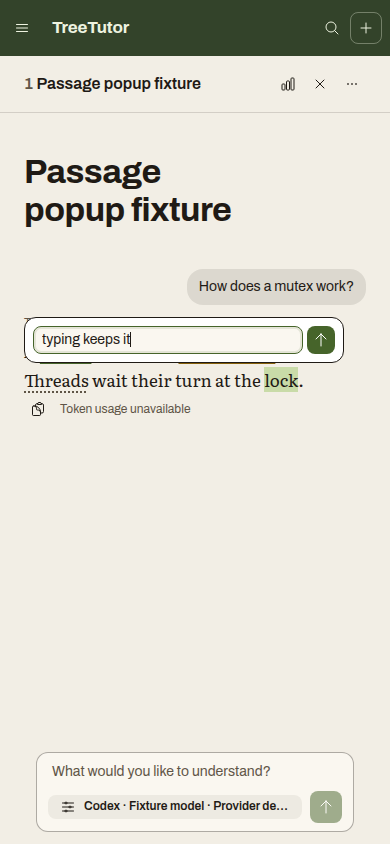 TreeTutor
1 Passage popup fixture
Passage
popup fixture
How does a mutex work?
typing keeps it
Threads wait their turn at the lock.
Token usage unavailable
What would you like to understand?
Codex · Fixture model · Provider de…